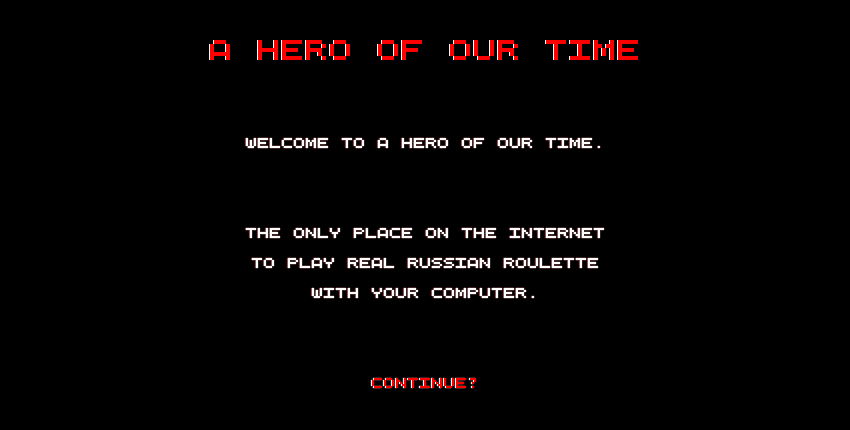 A HERO OF OUR TIME
WELCOME TO A HERO OF OUR TIME.
THE ONLY PLACE ON THE INTERNET
TO PLAY REAL RUSSIAN ROULETTE
WITH YOUR COMPUTER.
CONTINUE?